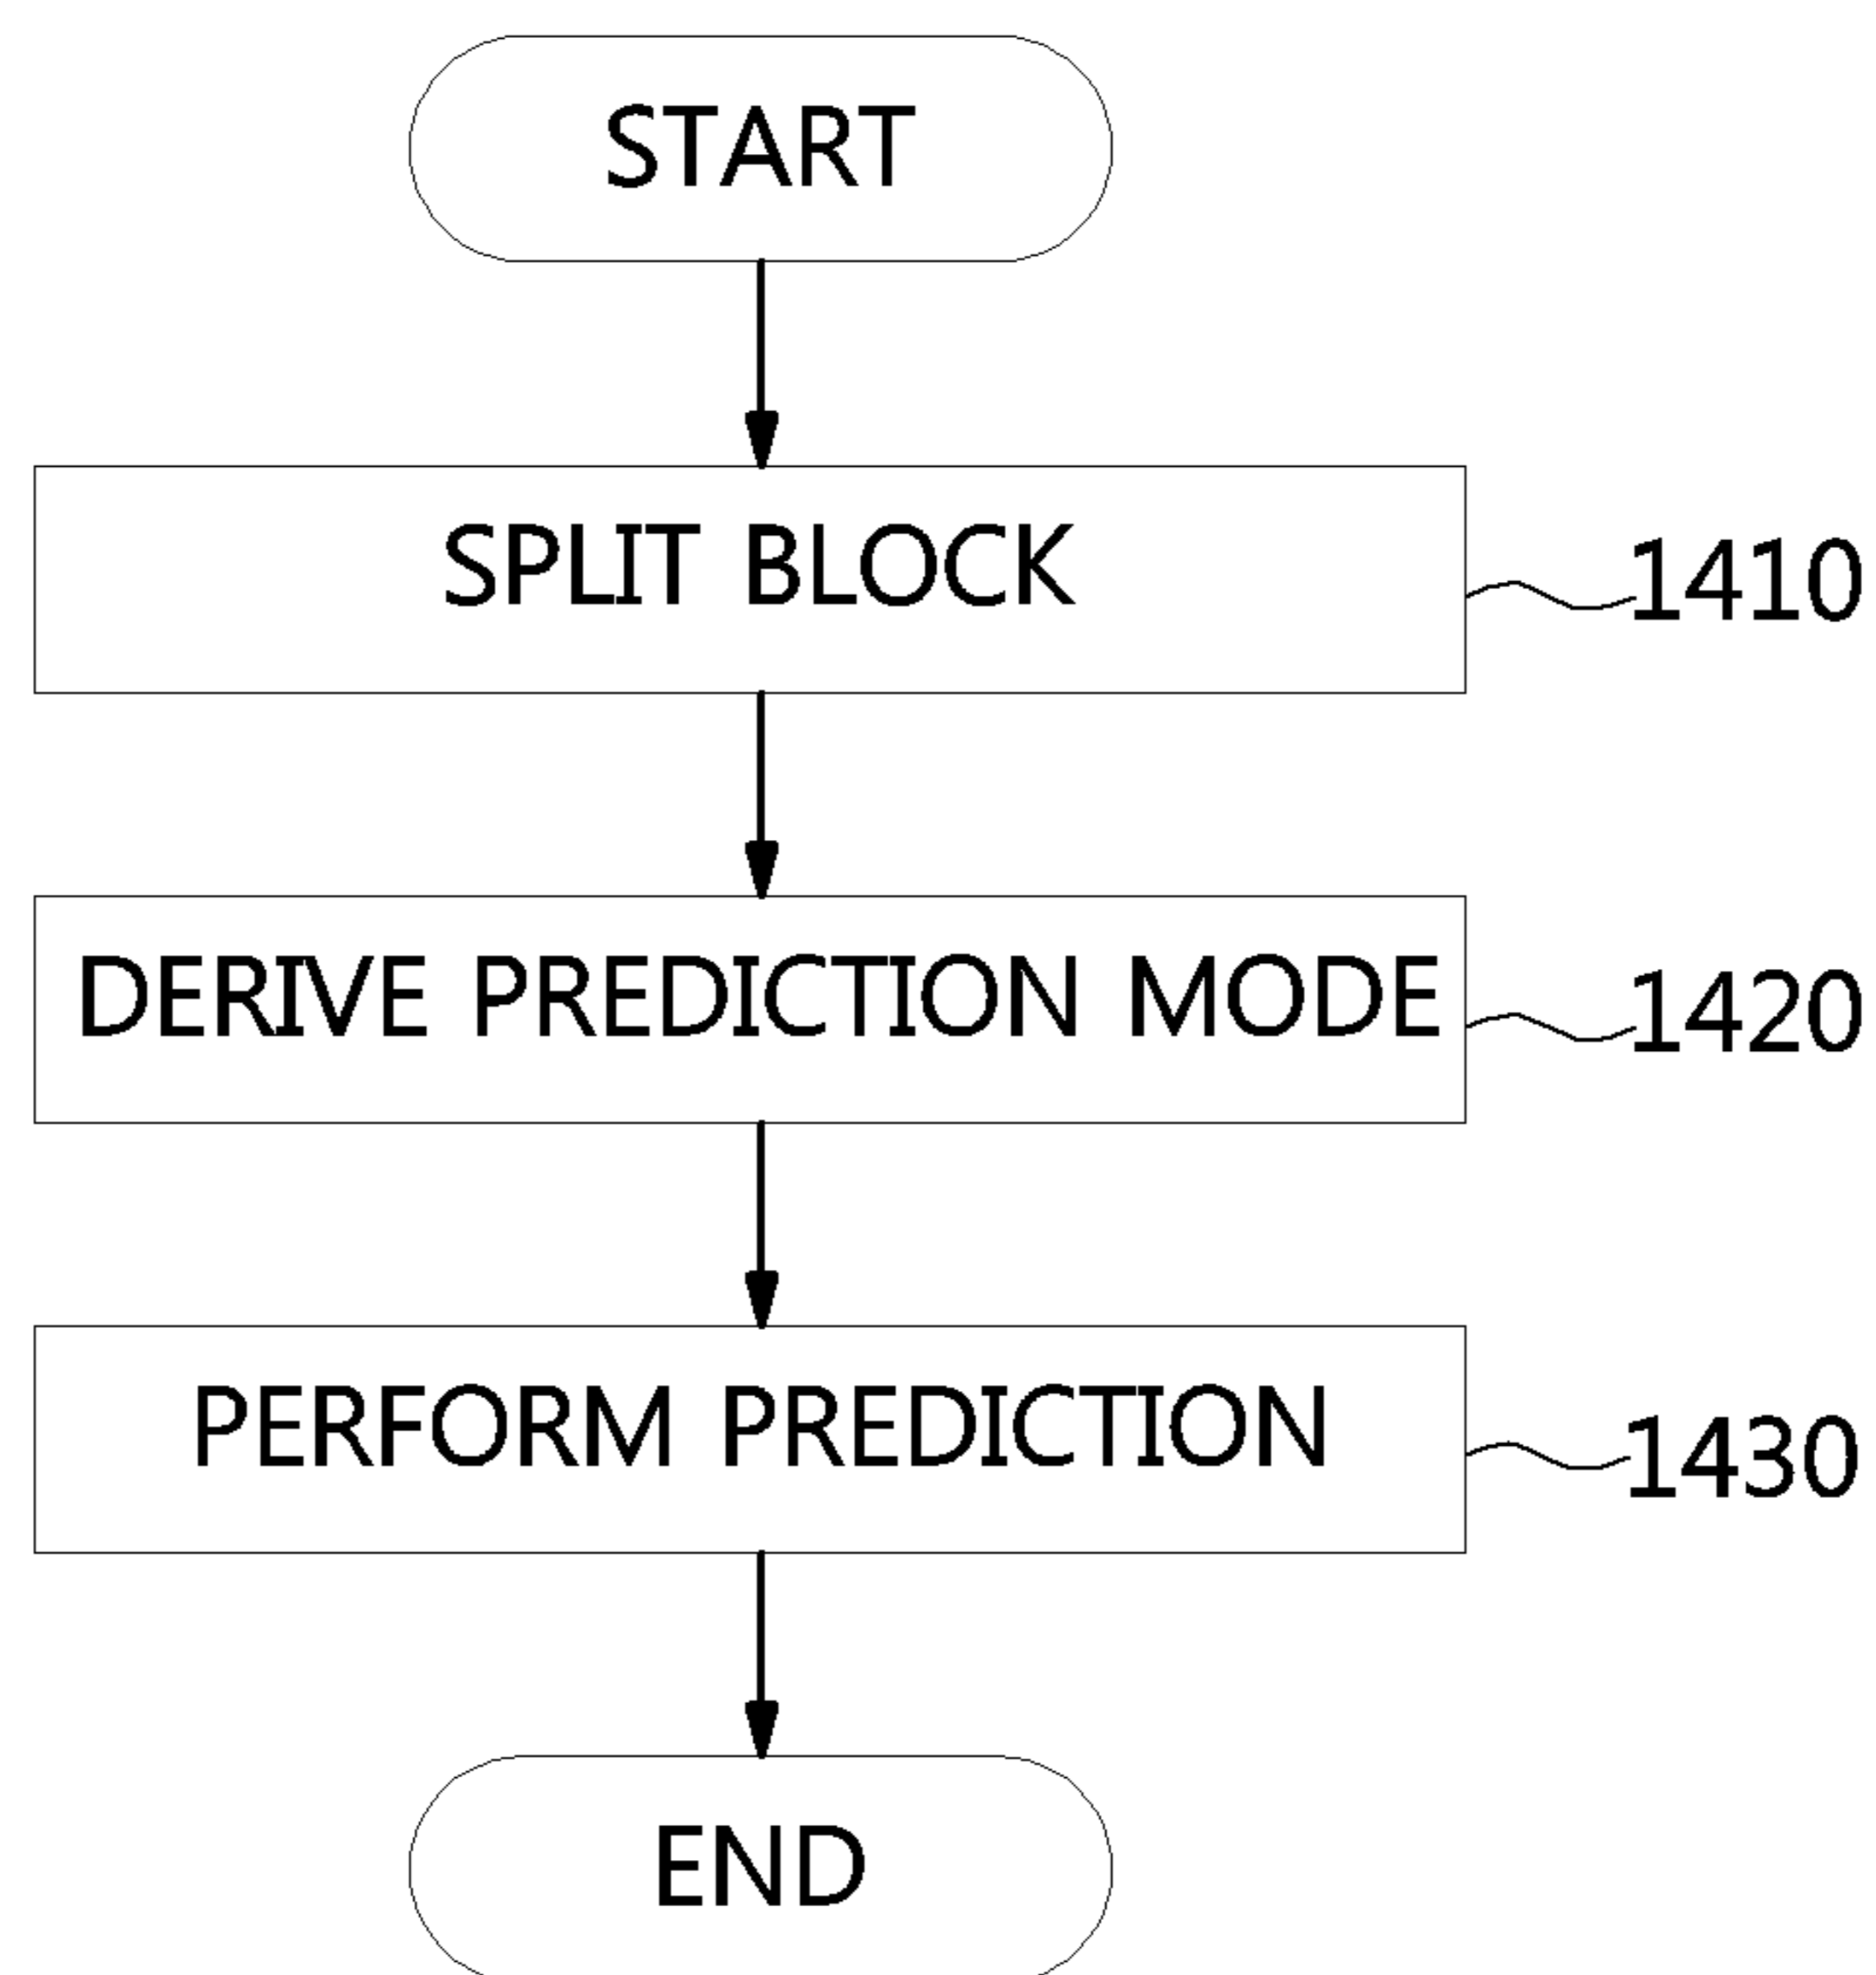 START
SPLIT BLOCK
1410
DERIVE PREDICTION MODE
1420
PERFORM PREDICTION
1430
END